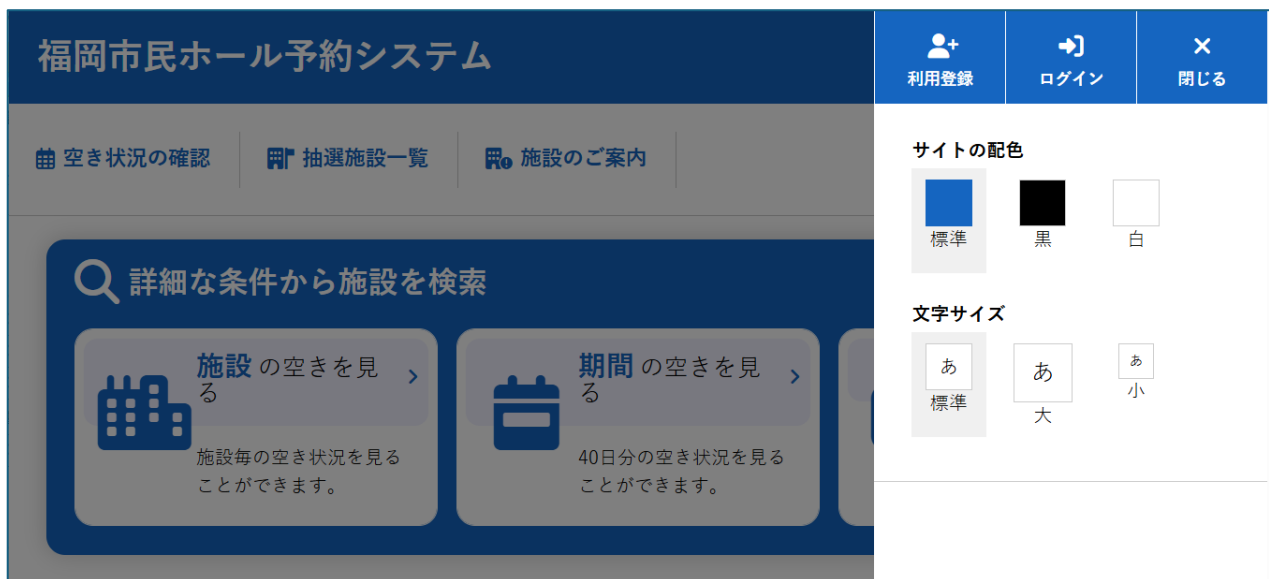 福岡市民ホール予約システム
利用登録
ログイン
閉じる
空き状況の確認
抽選施設一覧
施設のご案内
詳細な条件から施設を検索
施設 の空きを見
る
施設毎の空き状況を見る
ことができます。
期間 の空きを見
る
40日分の空き状況を見る
ことができます。
サイトの配色
標準
黒
白
文字サイズ
あ
標準
あ
大
あ
小